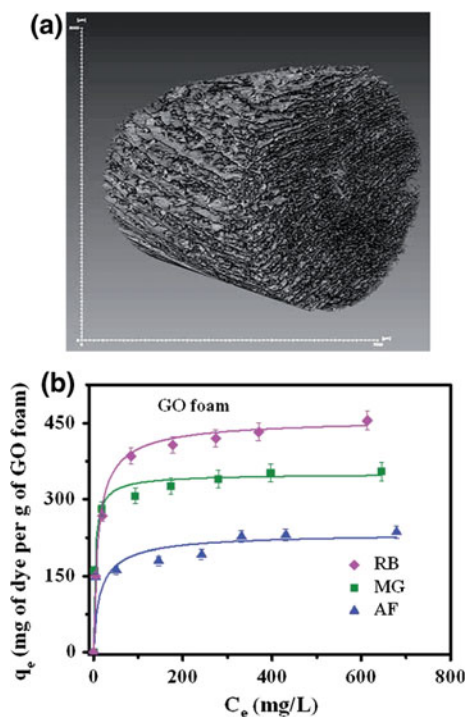 (a)
(b)
GO foam
q_e (mg of dye per g of GO foam)
450
300
150
0
RB
MG
AF
0 200 400 600 800
C_e (mg/L)